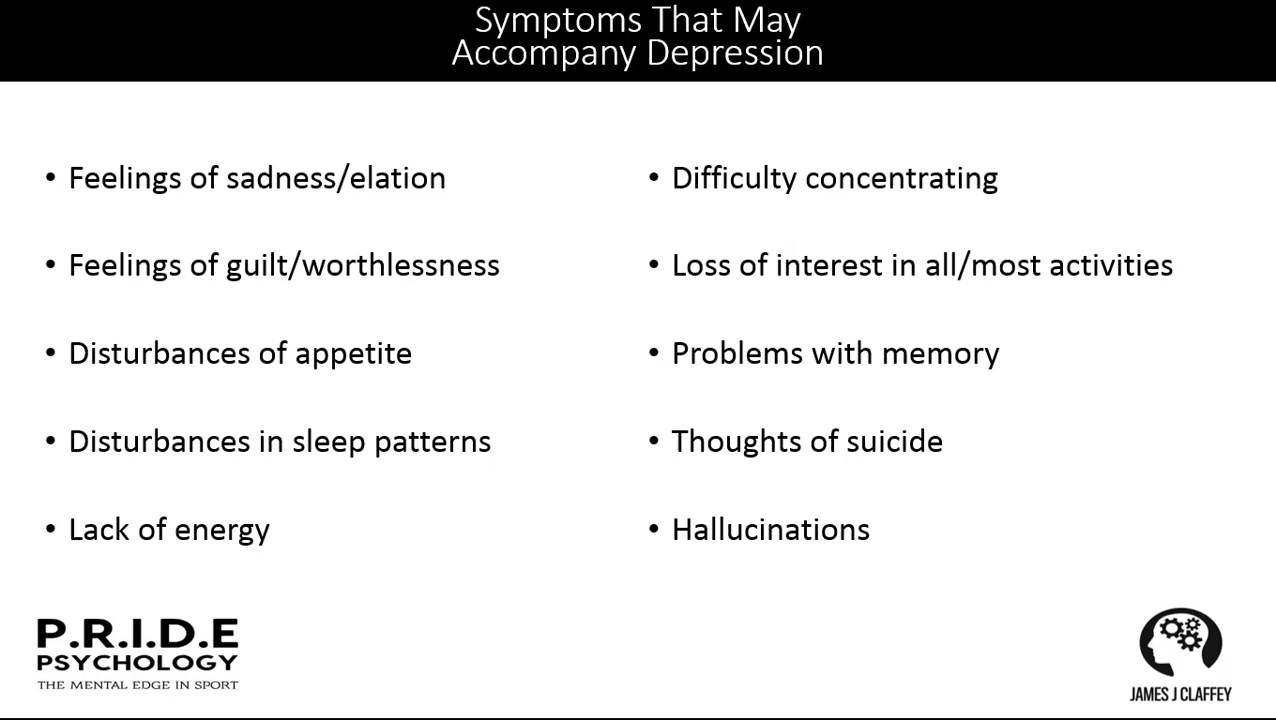 Symptoms That May
Accompany Depression
• Feelings of sadness/elation
• Feelings of guilt/worthlessness
• Disturbances of appetite
• Disturbances in sleep patterns
• Lack of energy
• Difficulty concentrating
• Loss of interest in all/most activities
• Problems with memory
• Thoughts of suicide
• Hallucinations
P.R.I.D.E
PSYCHOLOGY
THE MENTAL EDGE IN SPORT
JAMES J CLAFFEY